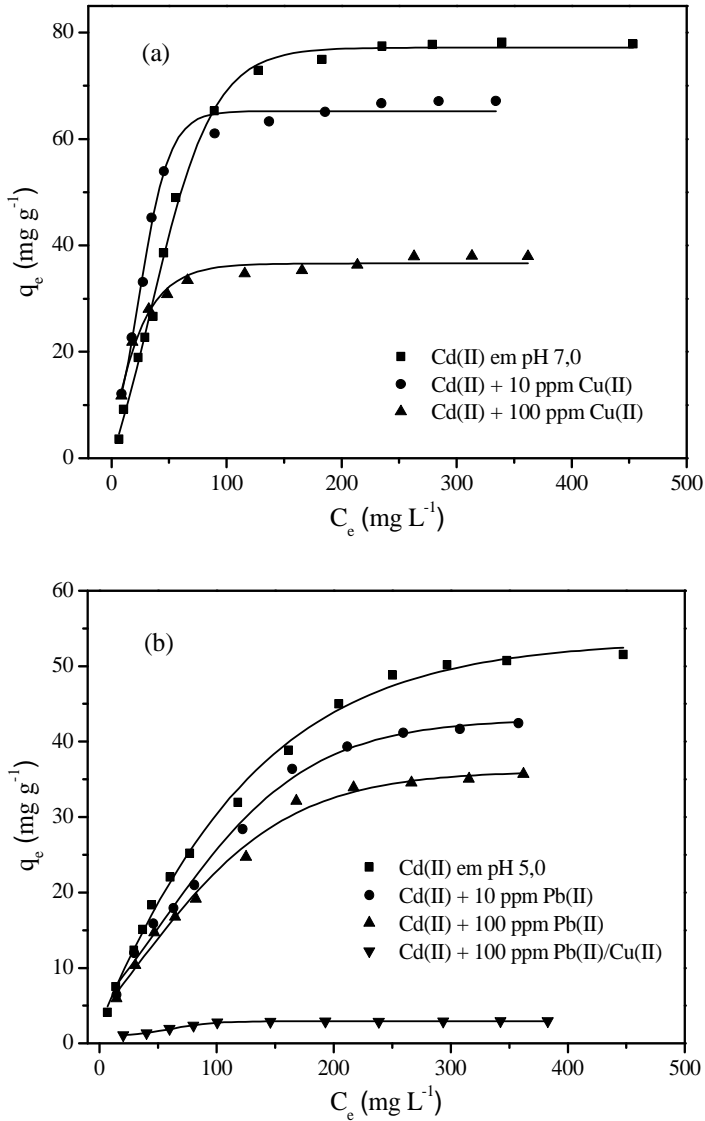 (a)
80
60
40
20
0
q_e (mg g^-1)
Cd(II) em pH 7,0
Cd(II) + 10 ppm Cu(II)
Cd(II) + 100 ppm Cu(II)
0 100 200 300 400 500
C_e (mg L^-1)
(b)
60
50
40
30
20
10
0
q_e (mg g^-1)
Cd(II) em pH 5,0
Cd(II) + 10 ppm Pb(II)
Cd(II) + 100 ppm Pb(II)
Cd(II) + 100 ppm Pb(II)/Cu(II)
0 100 200 300 400 500
C_e (mg L^-1)